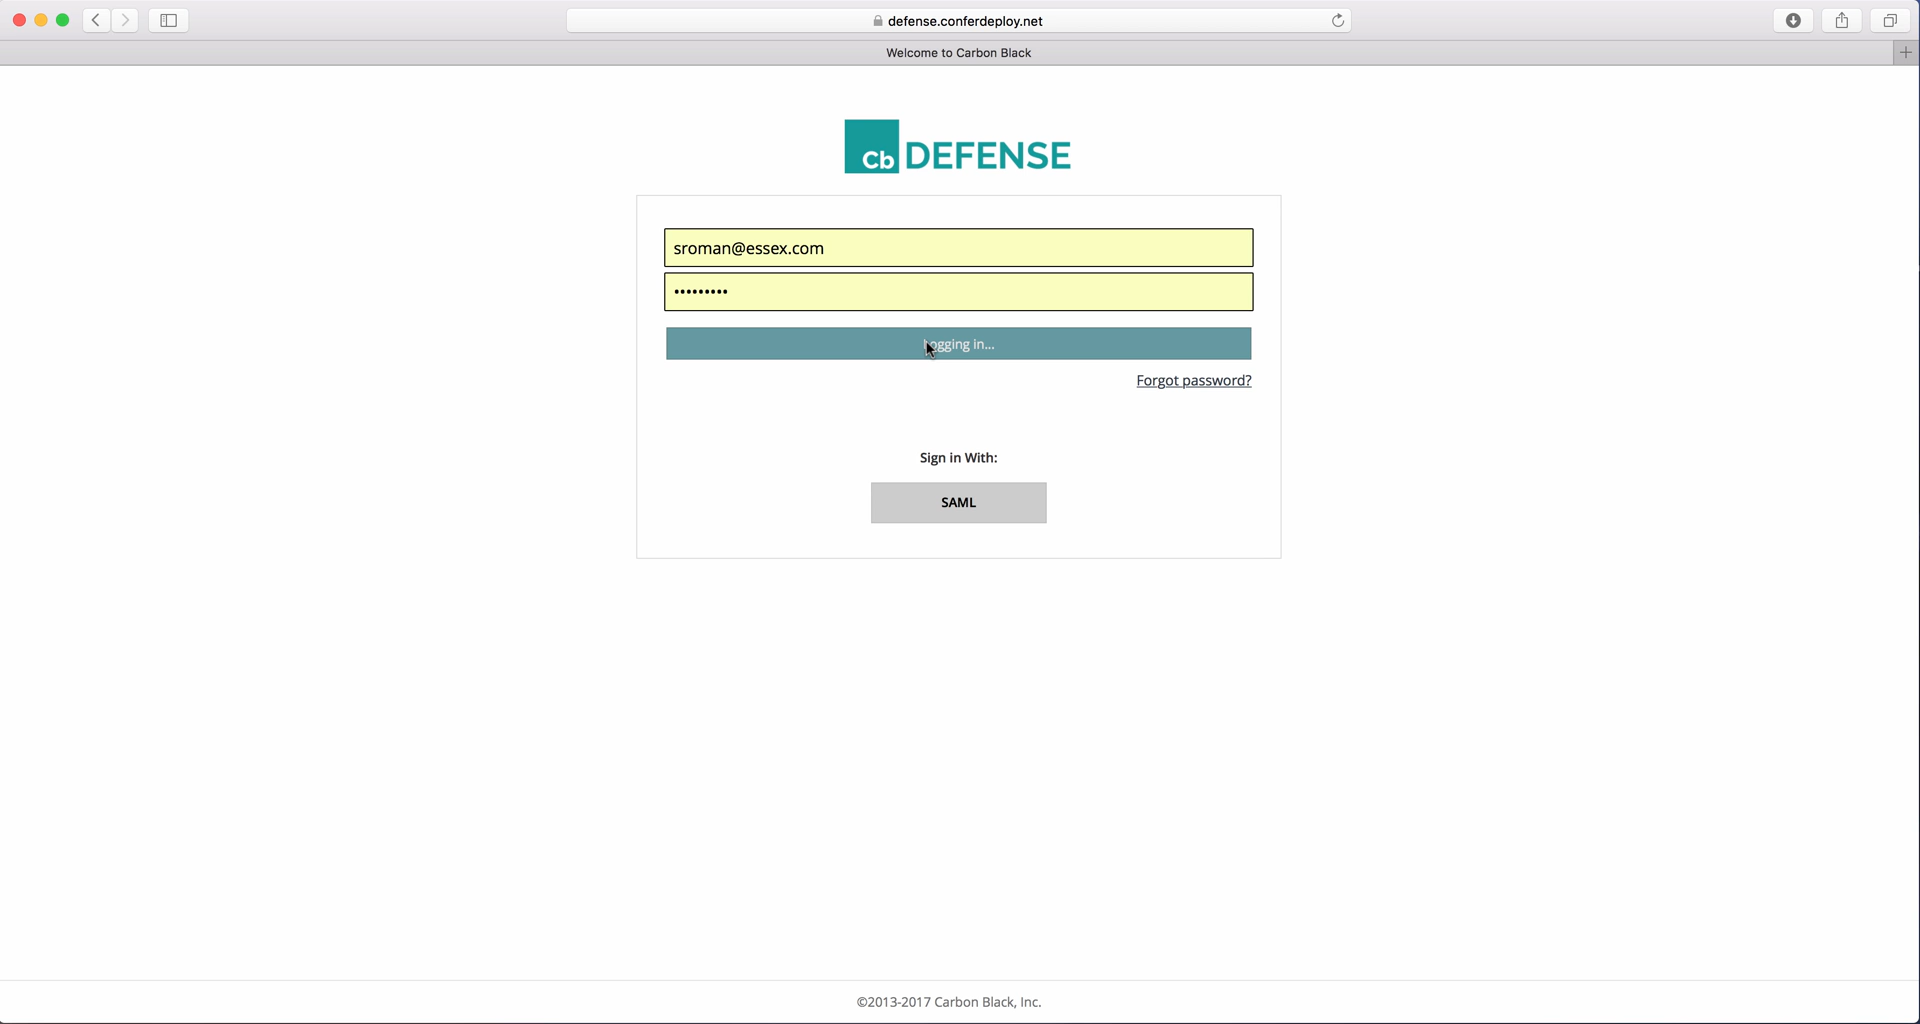 defense.conferdeploy.net
Welcome to Carbon Black
Cb DEFENSE
sroman@essex.com
•••••••••
Logging in...
Forgot password?
Sign in With:
SAML
©2013-2017 Carbon Black, Inc.